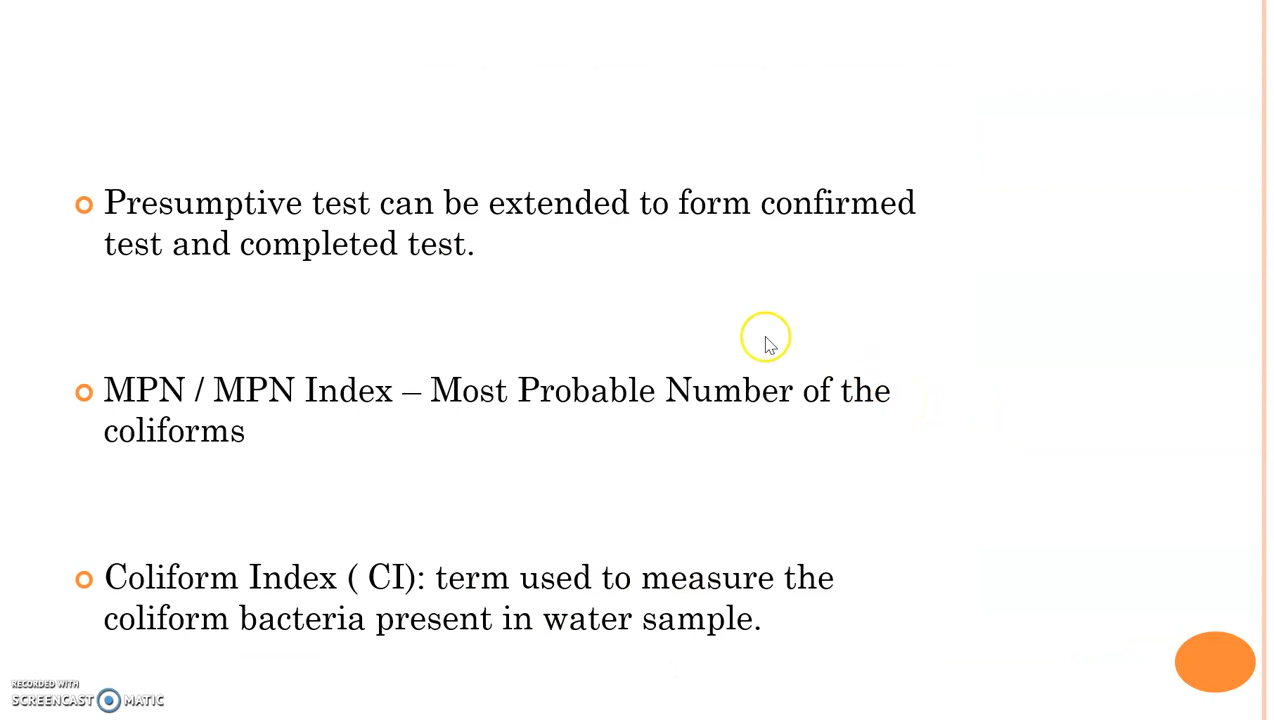 Presumptive test can be extended to form confirmed
test and completed test.
MPN / MPN Index – Most Probable Number of the
coliforms
Coliform Index ( CI): term used to measure the
coliform bacteria present in water sample.
RECORDED WITH
SCREENCAST MATIC